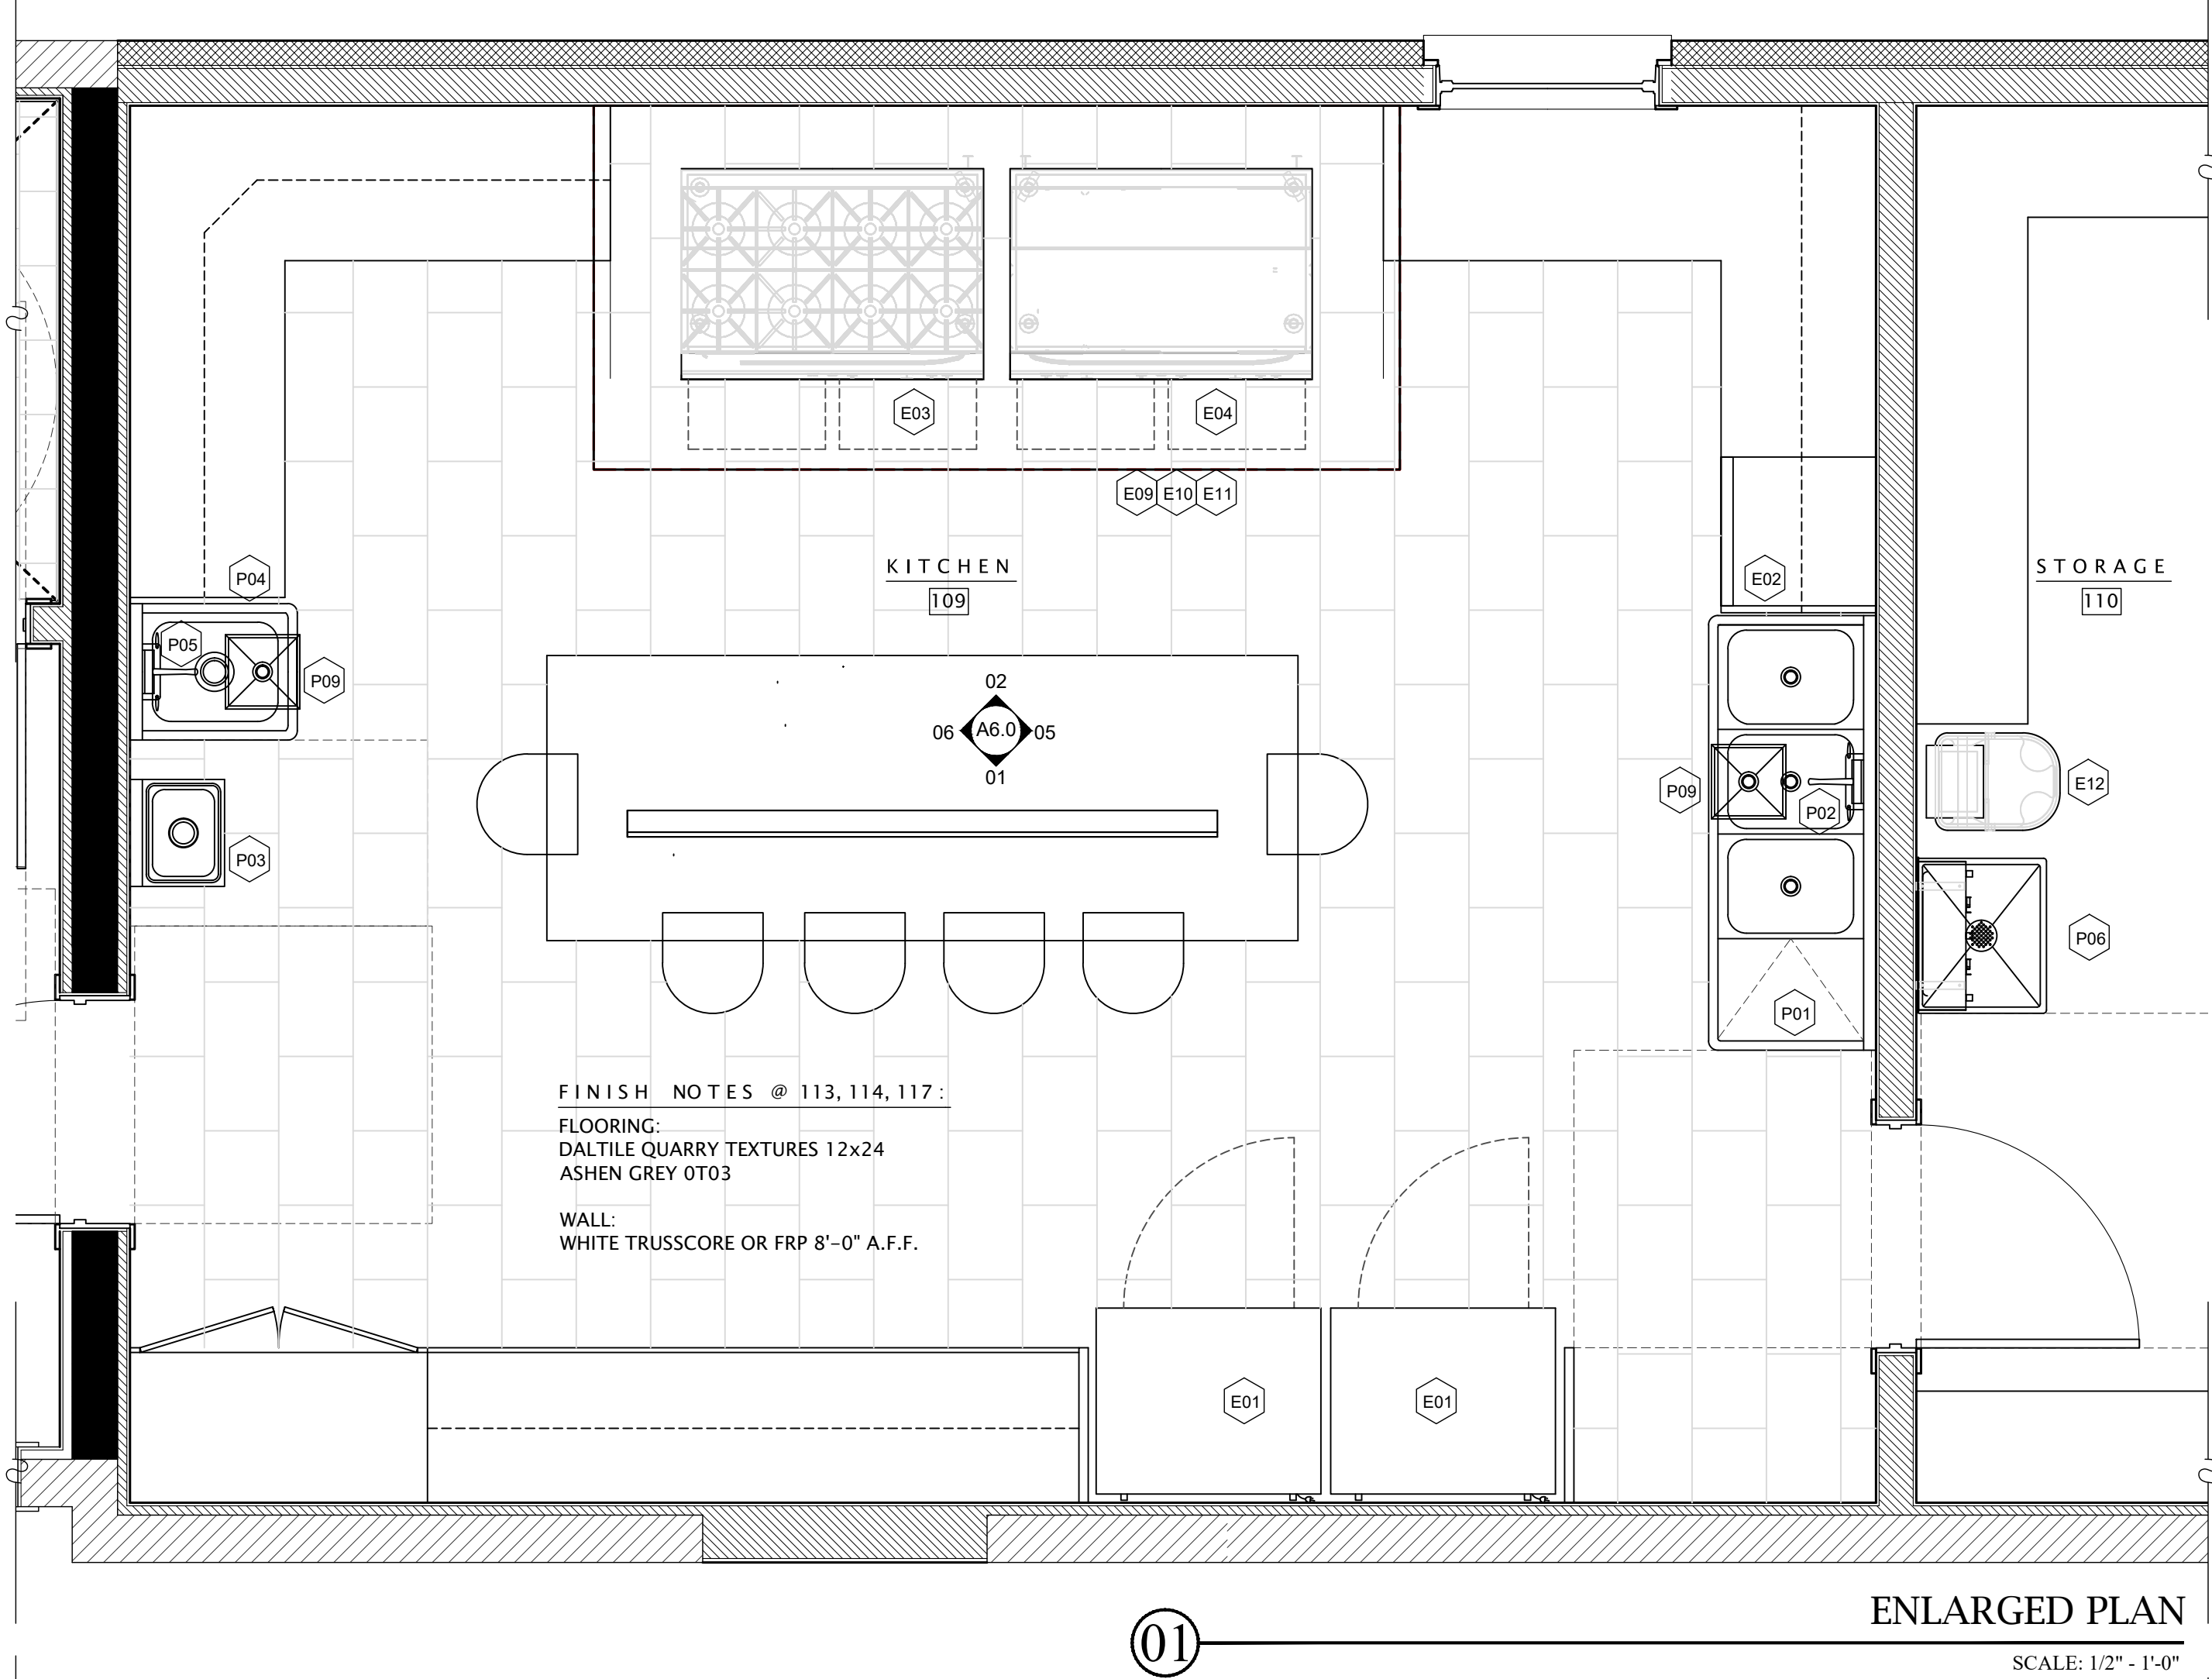 E03
E04
E09 E10 E11
KITCHEN
109
P04
E02
STORAGE
110
P05
P09
02
06 A6.0 05
01
P09
P02
E12
P03
P06
P01
FINISH NOTES @ 113, 114, 117 :
FLOORING:
DALTILE QUARRY TEXTURES 12x24
ASHEN GREY 0T03
WALL:
WHITE TRUSSCORE OR FRP 8'-0" A.F.F.
E01
E01
ENLARGED PLAN
01
SCALE: 1/2" - 1'-0"